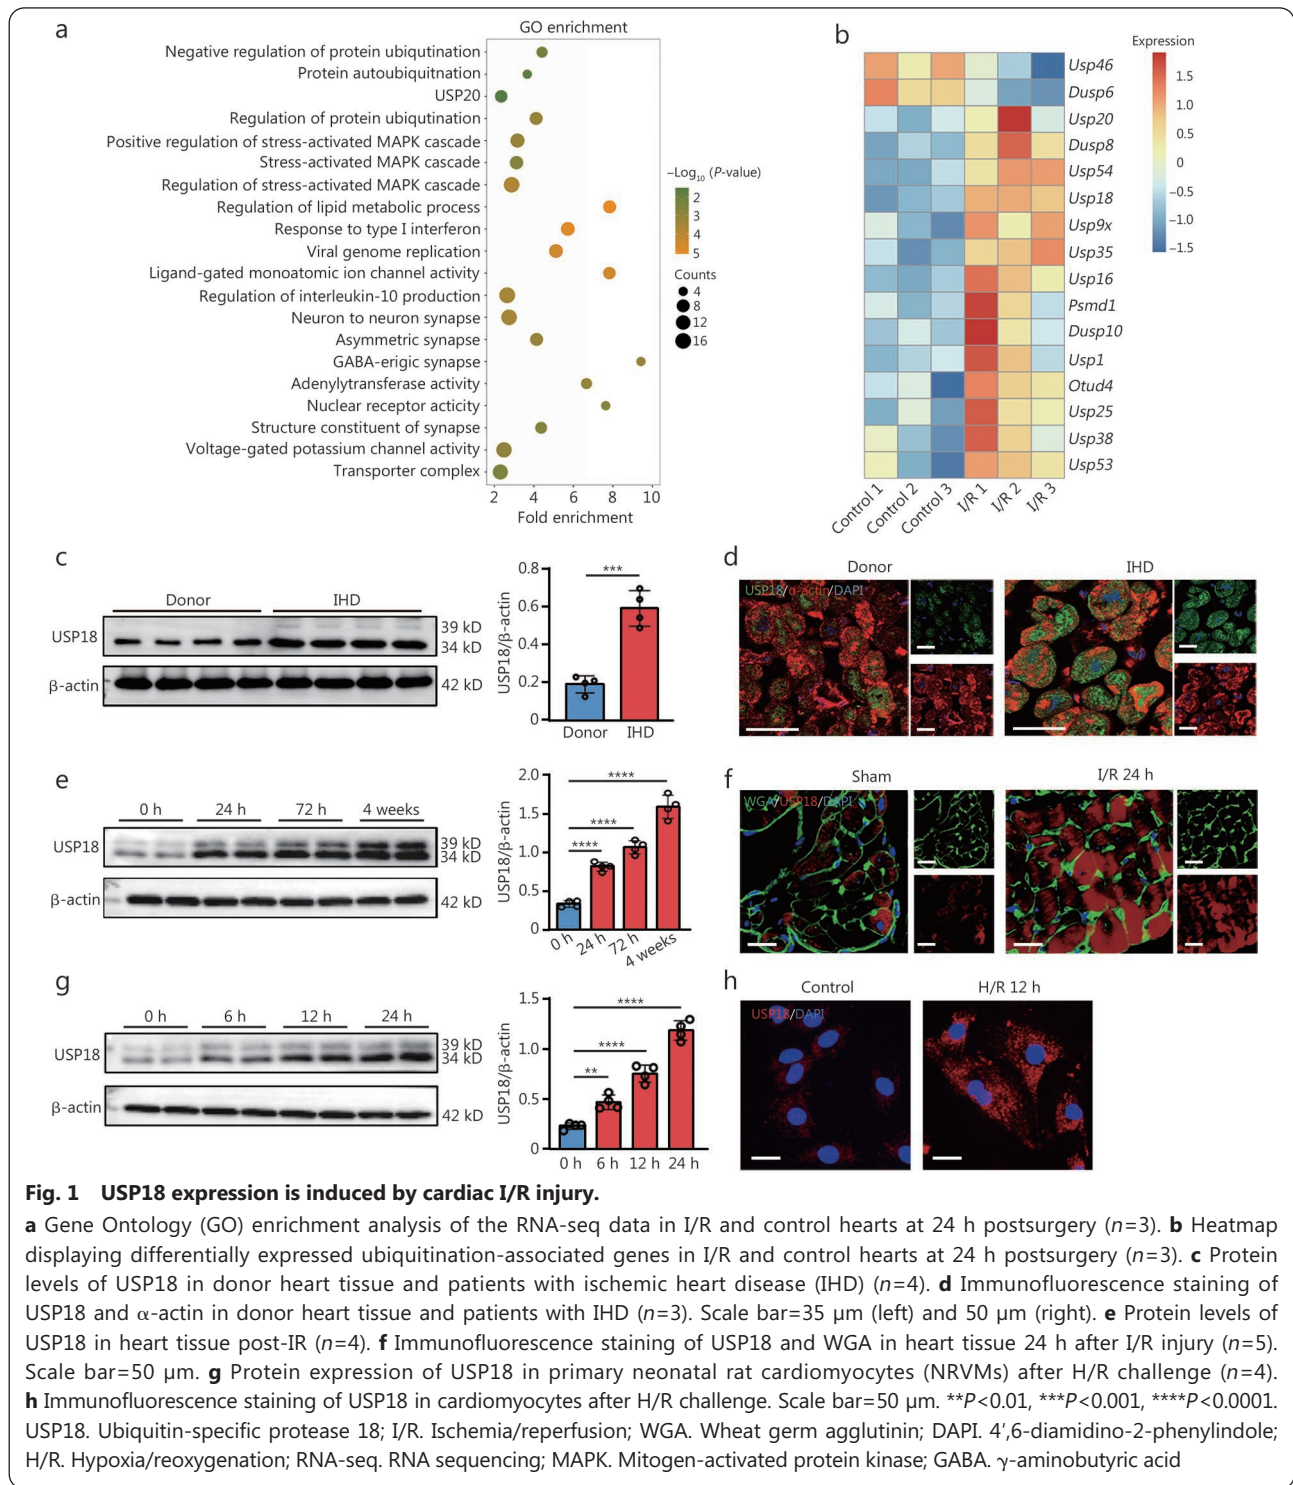 a
GO enrichment
Negative regulation of protein ubiqutination
Protein autoubiquitnation
USP20
Regulation of protein ubiqutination
Positive regulation of stress-activated MAPK cascade
Stress-activated MAPK cascade
Regulation of stress-activated MAPK cascade
Regulation of lipid metabolic process
Response to type I interferon
Viral genome replication
Ligand-gated monoatomic ion channel activity
Regulation of interleukin-10 production
Neuron to neuron synapse
Asymmetric synapse
GABA-erigic synapse
Adenylytransferase activity
Nuclear receptor acticity
Structure constituent of synapse
Voltage-gated potassium channel activity
Transporter complex
2 4 6 8 10
Fold enrichment
−Log10 (P-value)
2
3
4
5
Counts
4
8
12
16
b
Expression
1.5
1.0
0.5
0
−0.5
−1.0
−1.5
Usp46
Dusp6
Usp20
Dusp8
Usp54
Usp18
Usp9x
Usp35
Usp16
Psmd1
Dusp10
Usp1
Otud4
Usp25
Usp38
Usp53
Control 1 Control 2 Control 3 I/R 1 I/R 2 I/R 3
c
Donor IHD
USP18
39 kD
34 kD
β-actin 42 kD
USP18/β-actin
0.8
0.6
0.4
0.2
0
***
Donor IHD
d
Donor IHD
USP18/α-actin/DAPI
e
0 h 24 h 72 h 4 weeks
USP18
39 kD
34 kD
β-actin 42 kD
USP18/β-actin
2.0
1.5
1.0
0.5
0
****
****
****
0 h 24 h 72 h 4 weeks
f
Sham I/R 24 h
WGA/USP18/DAPI
g
0 h 6 h 12 h 24 h
USP18
39 kD
34 kD
β-actin 42 kD
USP18/β-actin
1.5
1.0
0.5
0
****
****
**
0 h 6 h 12 h 24 h
h
Control H/R 12 h
USP18/DAPI
Fig. 1 USP18 expression is induced by cardiac I/R injury.
a Gene Ontology (GO) enrichment analysis of the RNA-seq data in I/R and control hearts at 24 h postsurgery (n=3). b Heatmap
displaying differentially expressed ubiquitination-associated genes in I/R and control hearts at 24 h postsurgery (n=3). c Protein
levels of USP18 in donor heart tissue and patients with ischemic heart disease (IHD) (n=4). d Immunofluorescence staining of
USP18 and α-actin in donor heart tissue and patients with IHD (n=3). Scale bar=35 μm (left) and 50 μm (right). e Protein levels of
USP18 in heart tissue post-IR (n=4). f Immunofluorescence staining of USP18 and WGA in heart tissue 24 h after I/R injury (n=5).
Scale bar=50 μm. g Protein expression of USP18 in primary neonatal rat cardiomyocytes (NRVMs) after H/R challenge (n=4).
h Immunofluorescence staining of USP18 in cardiomyocytes after H/R challenge. Scale bar=50 μm. **P<0.01, ***P<0.001, ****P<0.0001.
USP18. Ubiquitin-specific protease 18; I/R. Ischemia/reperfusion; WGA. Wheat germ agglutinin; DAPI. 4′,6-diamidino-2-phenylindole;
H/R. Hypoxia/reoxygenation; RNA-seq. RNA sequencing; MAPK. Mitogen-activated protein kinase; GABA. γ-aminobutyric acid